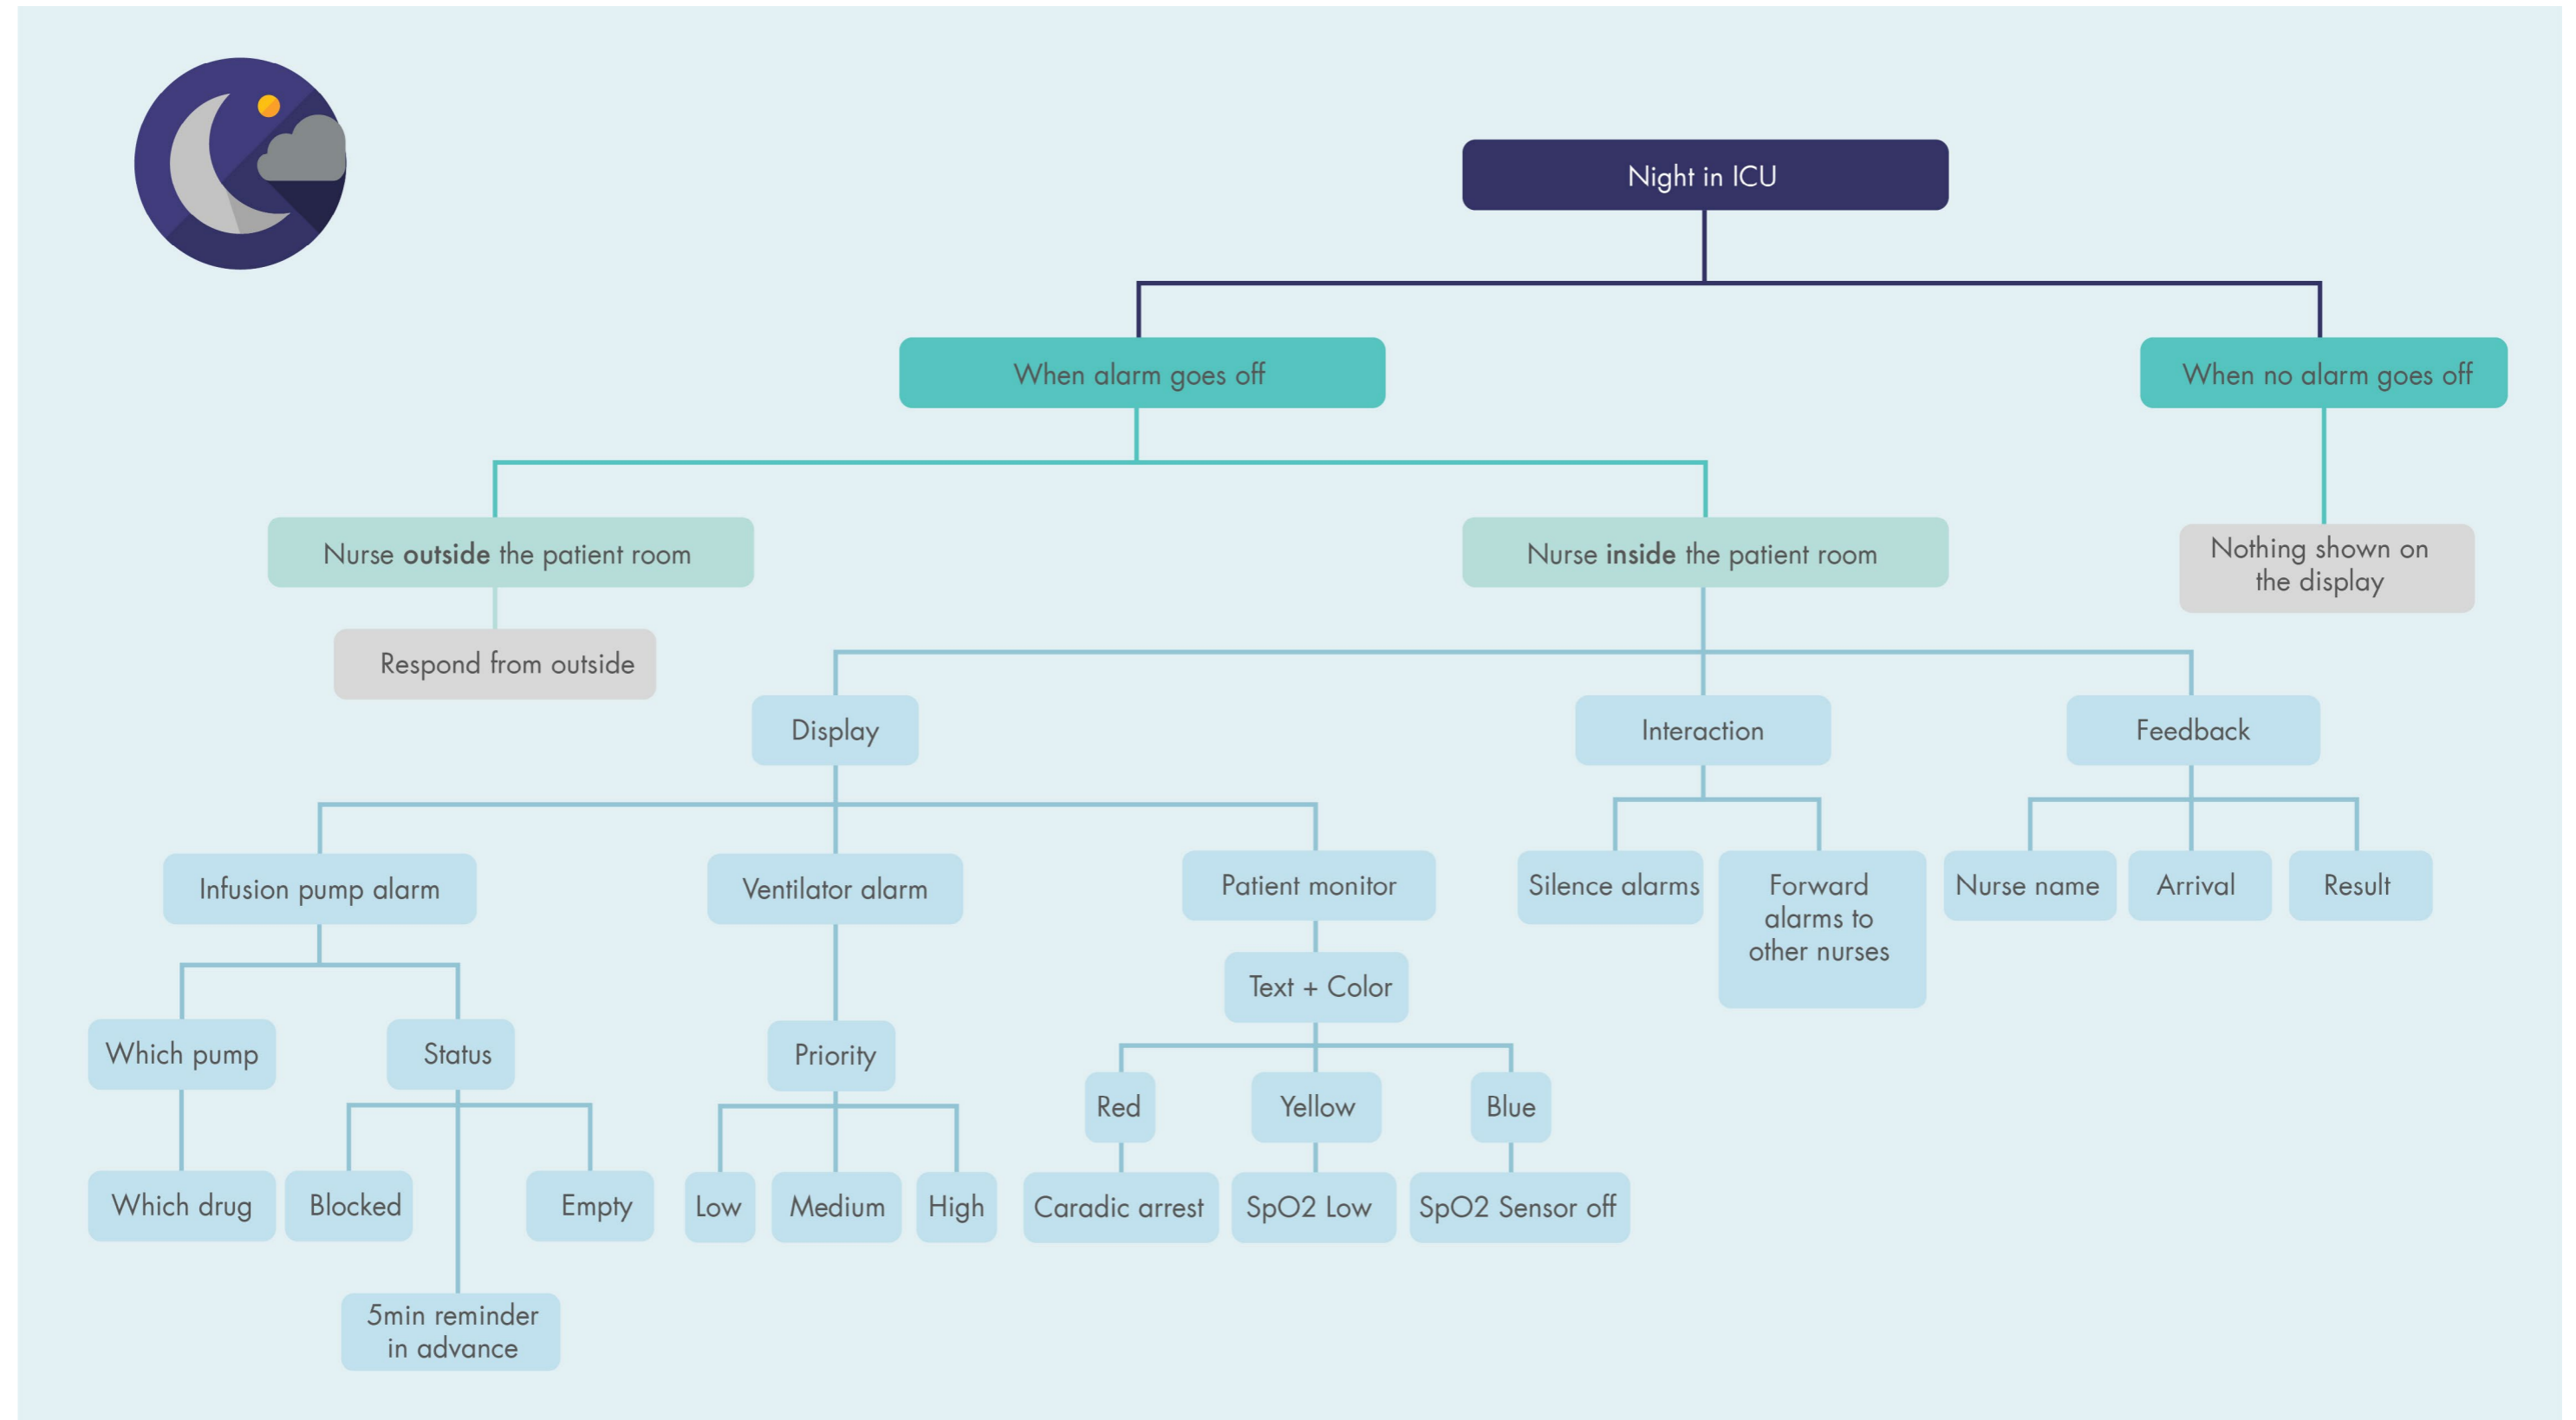 Night in ICU
When alarm goes off
When no alarm goes off
Nurse outside the patient room
Nurse inside the patient room
Nothing shown on
the display
Respond from outside
Display
Interaction
Feedback
Infusion pump alarm
Ventilator alarm
Patient monitor
Silence alarms
Forward
alarms to
other nurses
Nurse name
Arrival
Result
Text + Color
Which pump
Status
Priority
Red
Yellow
Blue
Which drug
Blocked
Empty
Low
Medium
High
Caradic arrest
SpO2 Low
SpO2 Sensor off
5min reminder
in advance